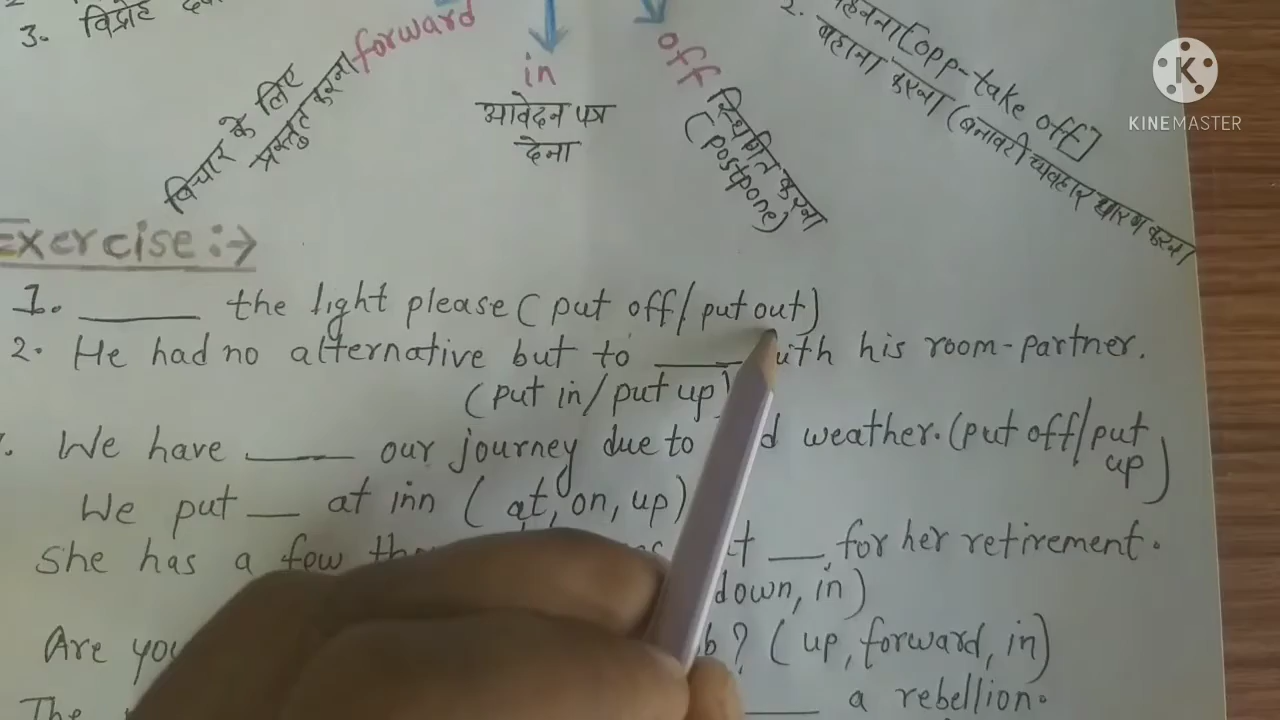 3. विद्रोह
विचार के लिए
प्रस्तुत करना
forward
in
आवेदन पत्र
देना
off
स्थगित करना
(postpone)
[opp-take off]
2. बहाना करना (बनावटी व्यवहार धारण करना
KINEMASTER
Exercise:→
1. ______ the light please ( put off/put out)
2. He had no alternative but to ____ his room-partner.
(put in/put up)
We have ____ our journey due to weather. (put off/put
up)
We put __ at inn ( at, on, up)
She has a few __ for her retirement.
down, in)
Are you ? ( up, forward, in)
The ____ a rebellion.